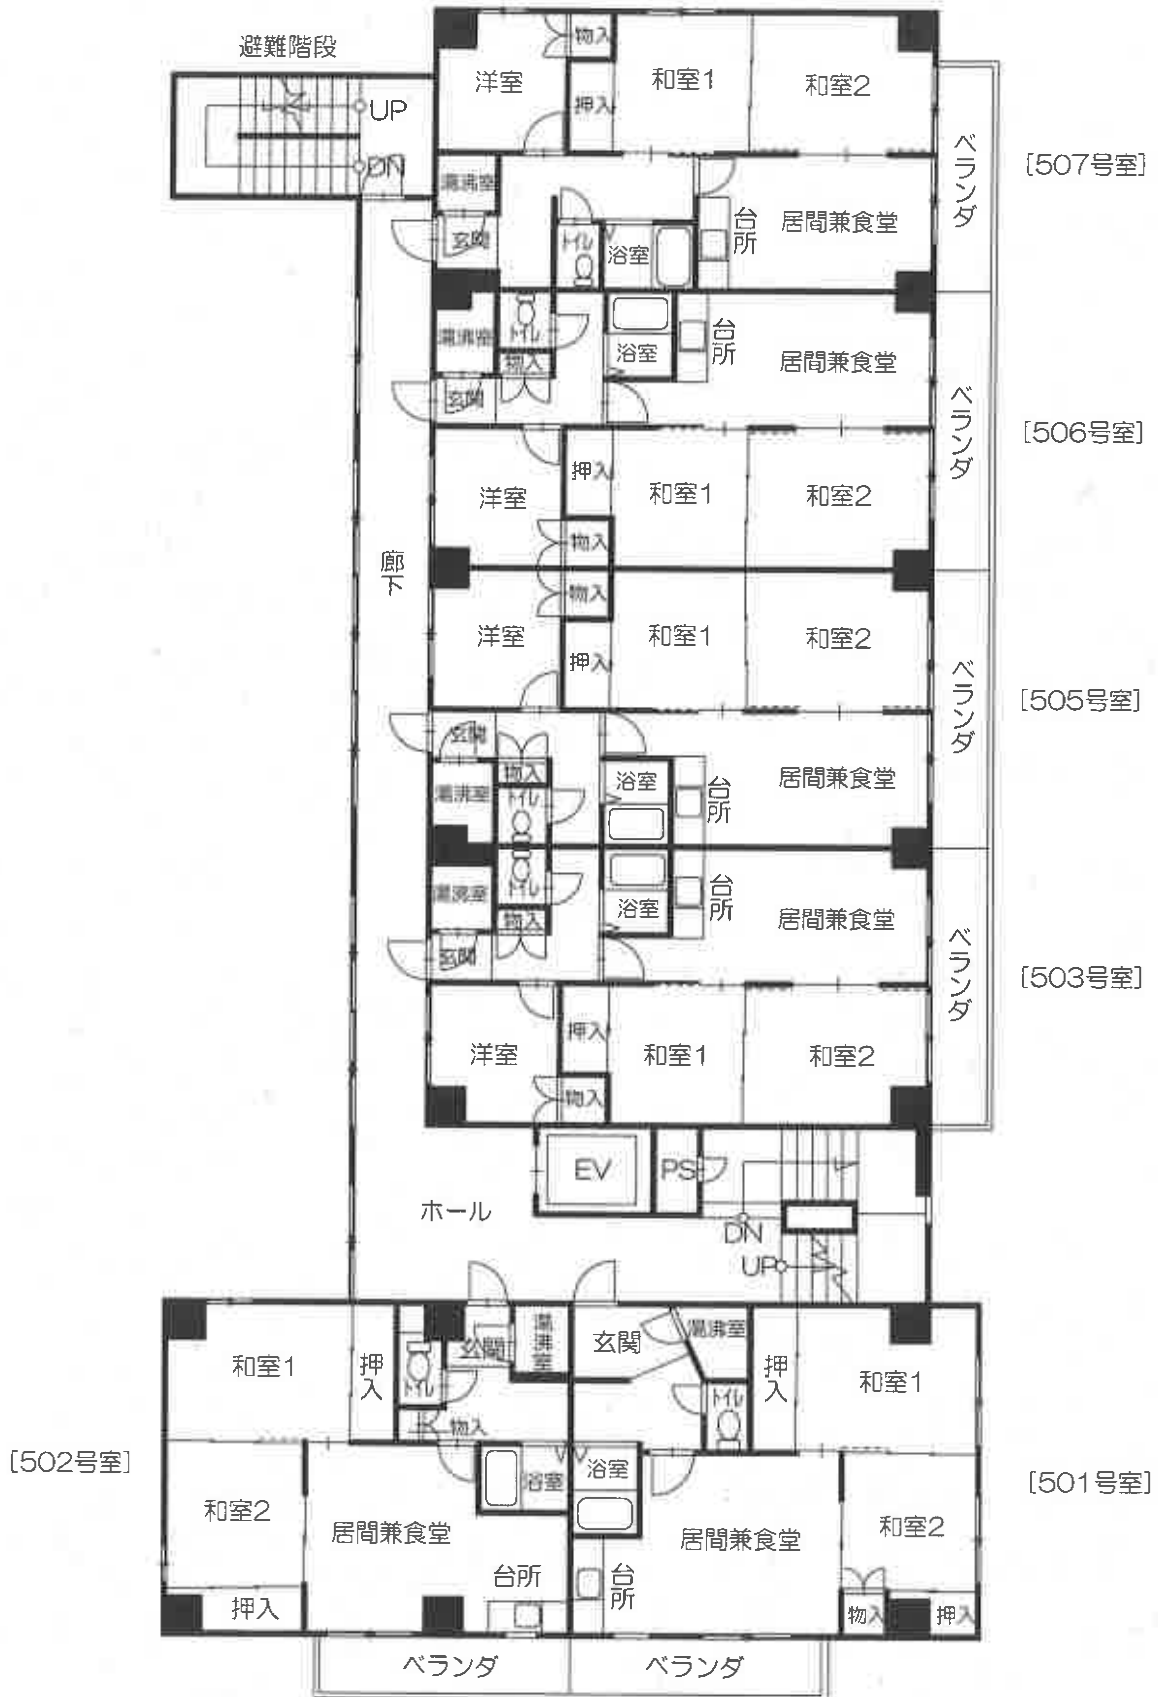 避難階段
UP
DN
洋室
物入
押入
和室1
和室2
ベランダ
[507号室]
湯沸室
玄関
トイレ
浴室
台所
居間兼食堂
湯沸室
トイレ
物入
玄関
浴室
台所
居間兼食堂
ベランダ
[506号室]
洋室
押入
物入
和室1
和室2
廊下
洋室
物入
押入
和室1
和室2
ベランダ
[505号室]
玄関
物入
湯沸室
トイレ
浴室
台所
居間兼食堂
湯沸室
トイレ
物入
玄関
浴室
台所
居間兼食堂
ベランダ
[503号室]
洋室
押入
物入
和室1
和室2
EV
PS
ホール
DN
UP
和室1
押入
トイレ
玄関
湯沸室
物入
[502号室]
和室2
押入
居間兼食堂
浴室
台所
ベランダ
玄関
湯沸室
トイレ
押入
和室1
[501号室]
浴室
居間兼食堂
台所
和室2
物入
押入
ベランダ